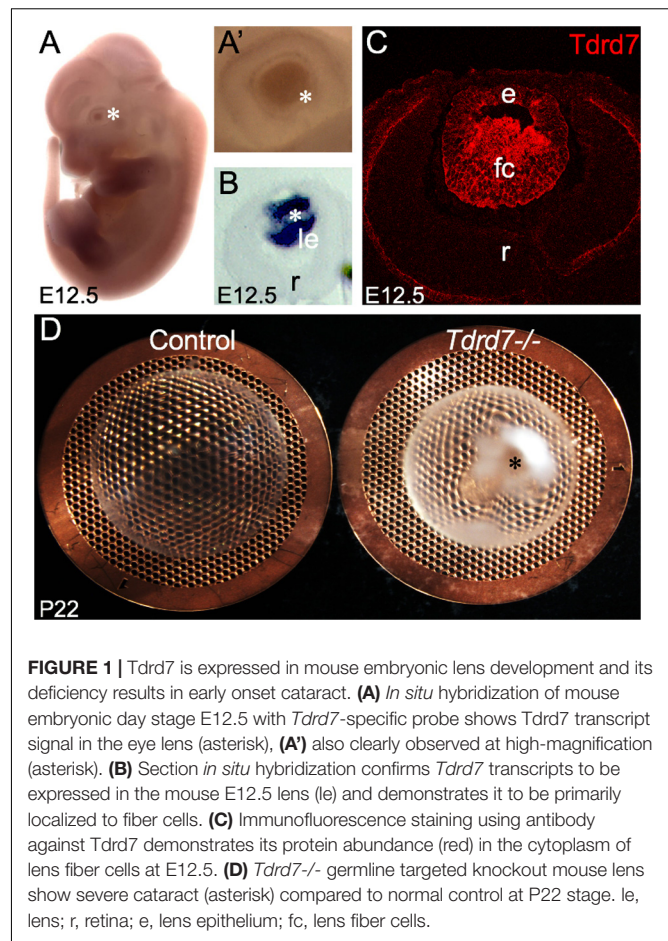 A
*
E12.5
A'
*
B
*
le
r
E12.5
C
Tdrd7
e
fc
r
E12.5
D
Control
Tdrd7-/-
*
P22
FIGURE 1 | Tdrd7 is expressed in mouse embryonic lens development and its
deficiency results in early onset cataract. (A) In situ hybridization of mouse
embryonic day stage E12.5 with Tdrd7-specific probe shows Tdrd7 transcript
signal in the eye lens (asterisk), (A') also clearly observed at high-magnification
(asterisk). (B) Section in situ hybridization confirms Tdrd7 transcripts to be
expressed in the mouse E12.5 lens (le) and demonstrates it to be primarily
localized to fiber cells. (C) Immunofluorescence staining using antibody
against Tdrd7 demonstrates its protein abundance (red) in the cytoplasm of
lens fiber cells at E12.5. (D) Tdrd7-/- germline targeted knockout mouse lens
show severe cataract (asterisk) compared to normal control at P22 stage. le,
lens; r, retina; e, lens epithelium; fc, lens fiber cells.